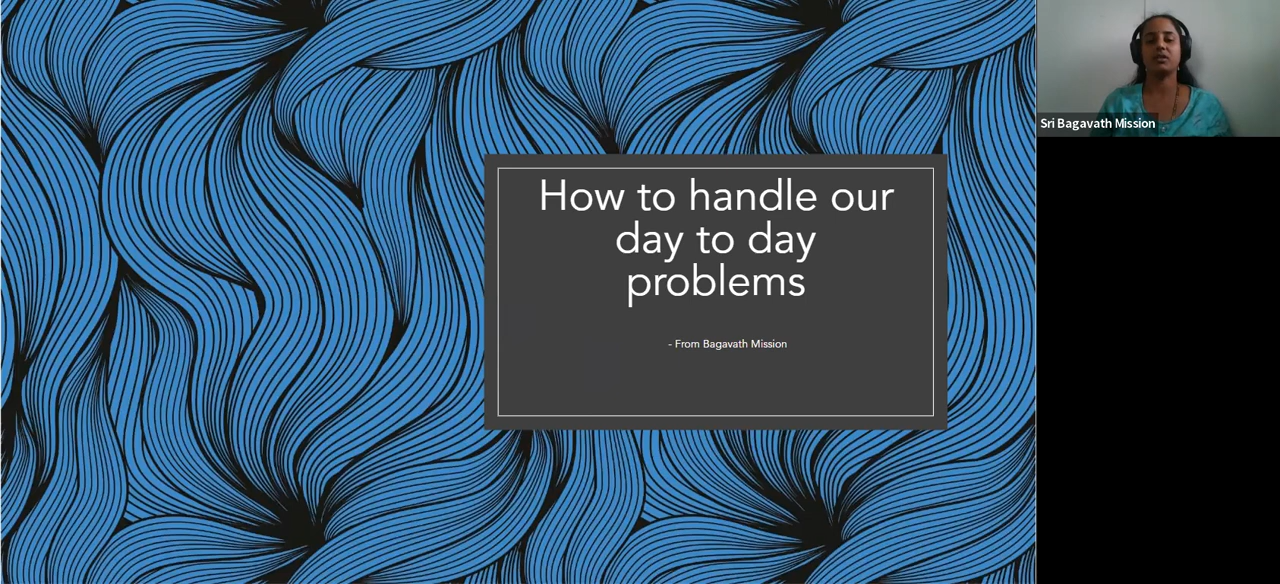 How to handle our
day to day
problems
- From Bagavath Mission
Sri Bagavath Mission